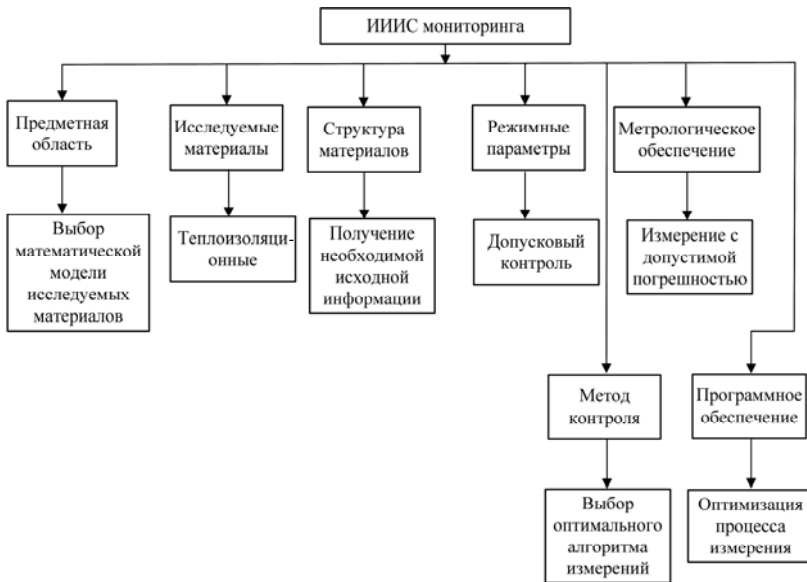 ИИИС мониторинга
Предметная
область
Исследуемые
материалы
Структура
материалов
Режимные
параметры
Метрологическое
обеспечение
Выбор
математической
модели
исследуемых
материалов
Теплоизоляци-
онные
Получение
необходимой
исходной
информации
Допусковый
контроль
Измерение с
допустимой
погрешностью
Метод
контроля
Программное
обеспечение
Выбор
оптимального
алгоритма
измерений
Оптимизация
процесса
измерения